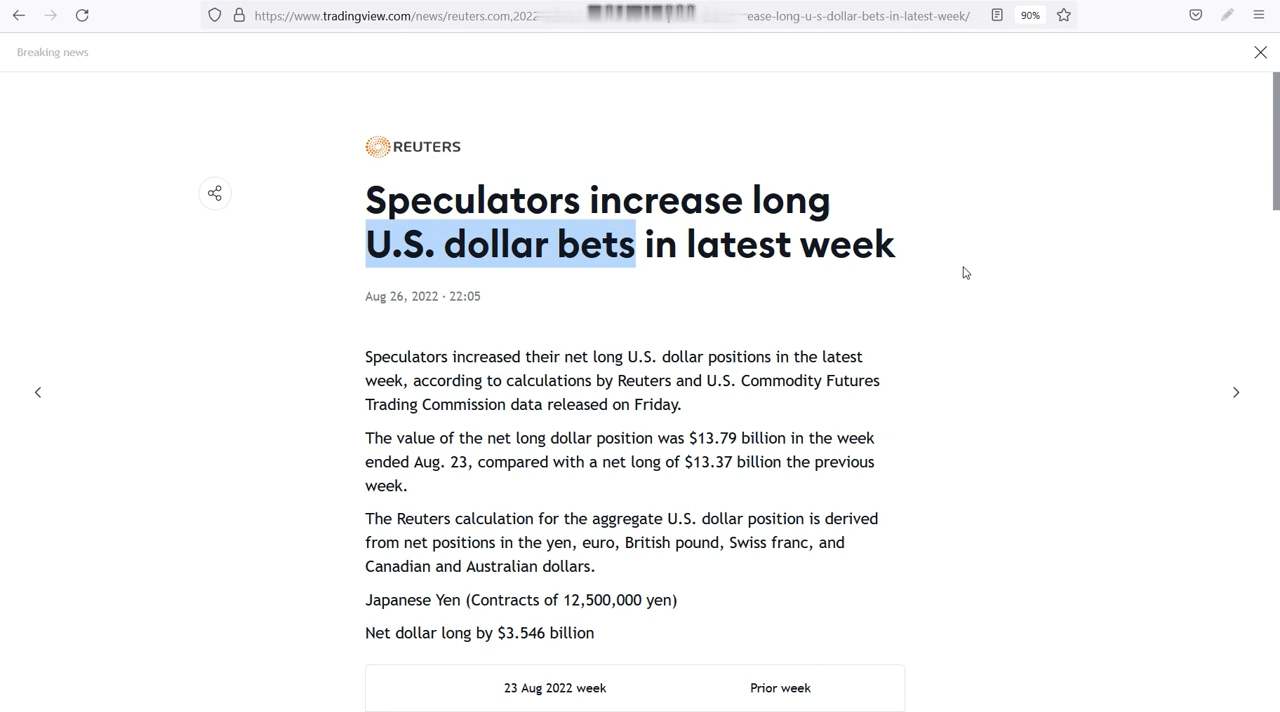 https://www.tradingview.com/news/reuters.com,2022
ease-long-u-s-dollar-bets-in-latest-week/
90%
Breaking news
REUTERS
Speculators increase long
U.S. dollar bets in latest week
Aug 26, 2022 · 22:05
Speculators increased their net long U.S. dollar positions in the latest
week, according to calculations by Reuters and U.S. Commodity Futures
Trading Commission data released on Friday.
The value of the net long dollar position was $13.79 billion in the week
ended Aug. 23, compared with a net long of $13.37 billion the previous
week.
The Reuters calculation for the aggregate U.S. dollar position is derived
from net positions in the yen, euro, British pound, Swiss franc, and
Canadian and Australian dollars.
Japanese Yen (Contracts of 12,500,000 yen)
Net dollar long by $3.546 billion
23 Aug 2022 week
Prior week